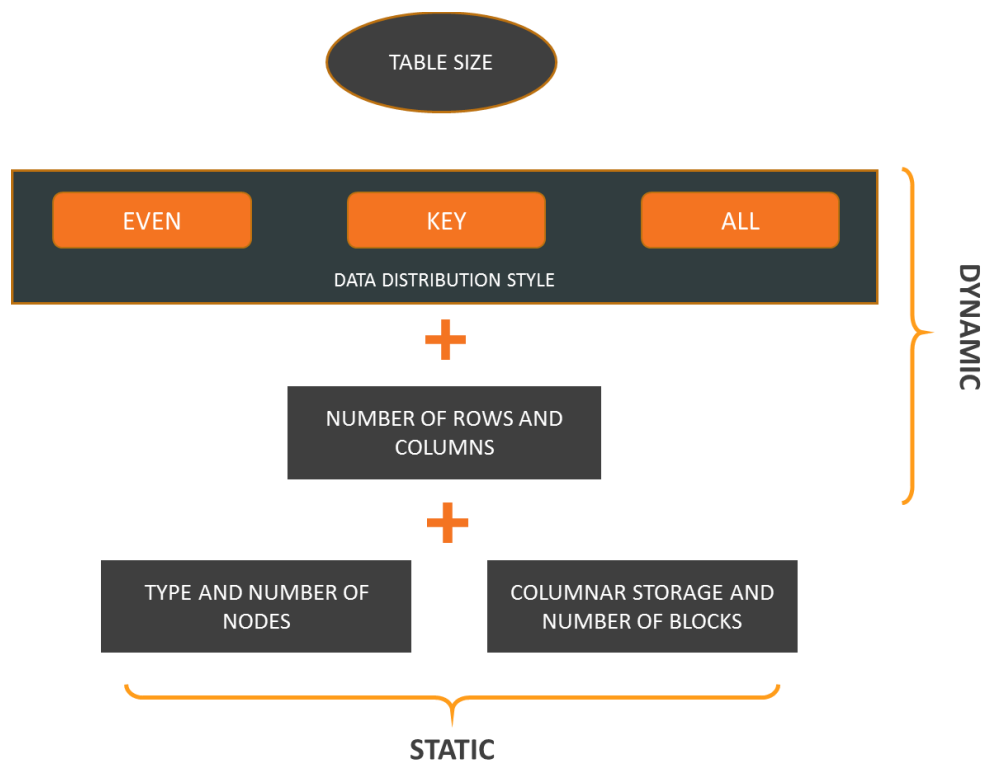 TABLE SIZE
EVEN
KEY
ALL
DATA DISTRIBUTION STYLE
DYNAMIC
NUMBER OF ROWS AND
COLUMNS
TYPE AND NUMBER OF
NODES
COLUMNAR STORAGE AND
NUMBER OF BLOCKS
STATIC